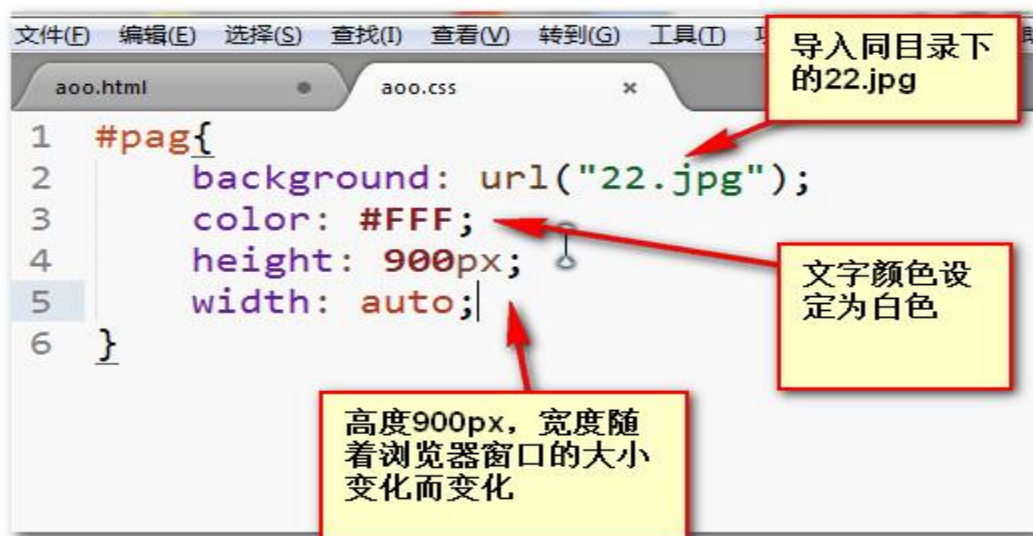 文件(F) 编辑(E) 选择(S) 查找(I) 查看(V) 转到(G) 工具(T)
导入同目录下
的22.jpg
aoo.html aoo.css ×
1 #pag{
2 background: url("22.jpg");
3 color: #FFF;
4 height: 900px;
5 width: auto;
6 }
文字颜色设
定为白色
高度900px，宽度随
着浏览器窗口的大小
变化而变化